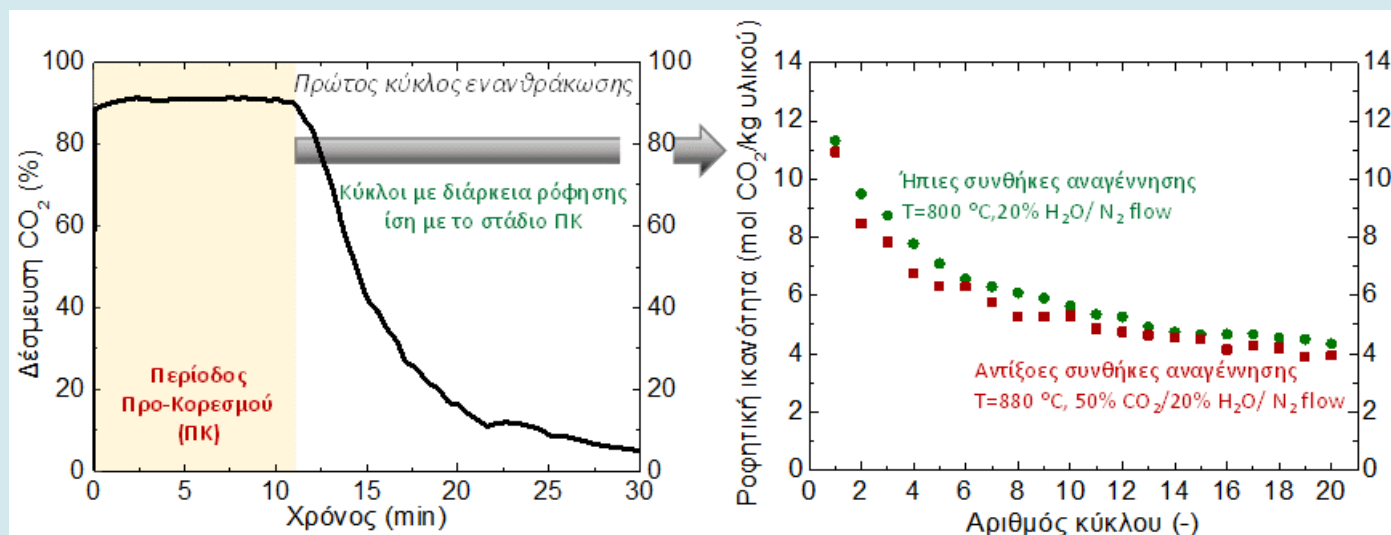 Πρώτος κύκλος ενανθράκωσης
Κύκλοι με διάρκεια ρόφησης
ίση με το στάδιο ΠΚ
Περίοδος
Προ-Κορεσμού
(ΠΚ)
Δέσμευση CO₂ (%)
100
80
60
40
20
0
100
80
60
40
20
0
0 5 10 15 20 25 30
Χρόνος (min)
Ροφητική ικανότητα (mol CO₂/kg υλικού)
14
12
10
8
6
4
2
0
14
12
10
8
6
4
2
0
Ήπιες συνθήκες αναγέννησης
T=800 °C,20% H₂O/ N₂ flow
Αντίξοες συνθήκες αναγέννησης
T=880 °C, 50% CO₂/20% H₂O/ N₂ flow
0 2 4 6 8 10 12 14 16 18 20
Αριθμός κύκλου (-)